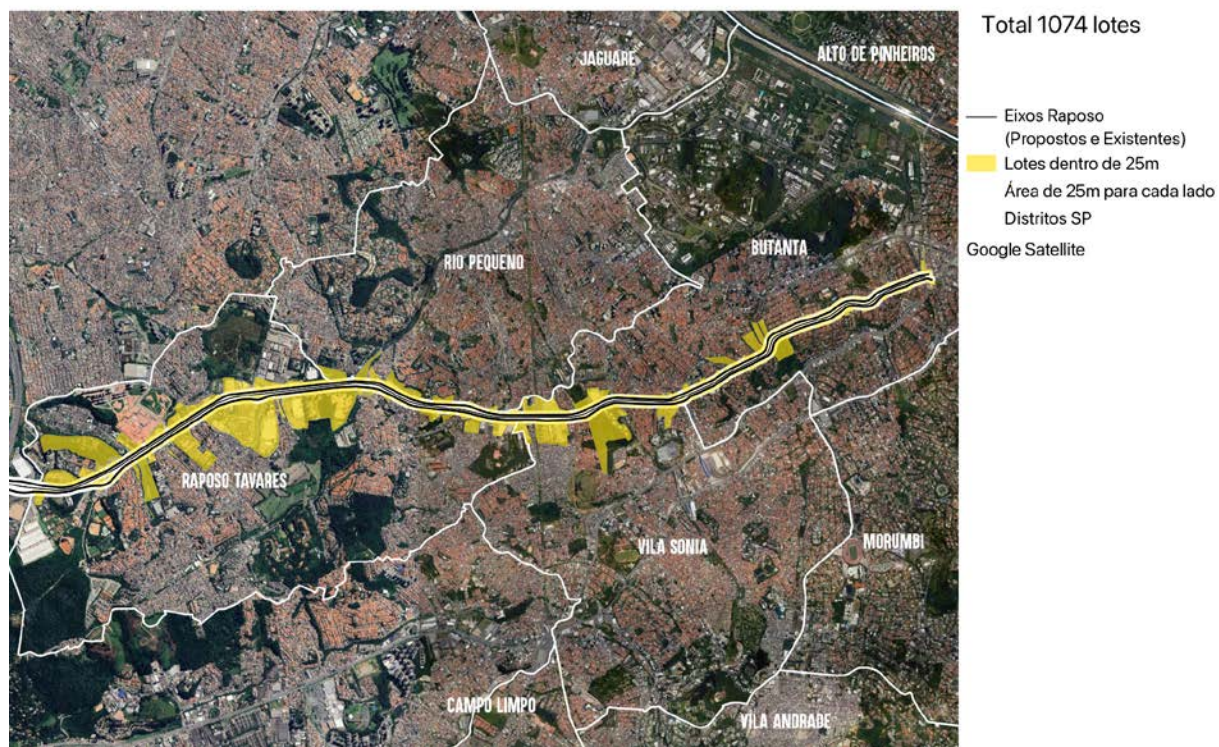 Total 1074 lotes
JAGUARE
ALTO DE PINHEIROS
Eixos Raposo
(Propostos e Existentes)
Lotes dentro de 25m
Área de 25m para cada lado
Distritos SP
Google Satellite
BUTANTA
RIO PEQUENO
RAPOSO TAVARES
VILA SONIA
MORUMBI
CAMPO LIMPO
VILA ANDRADE